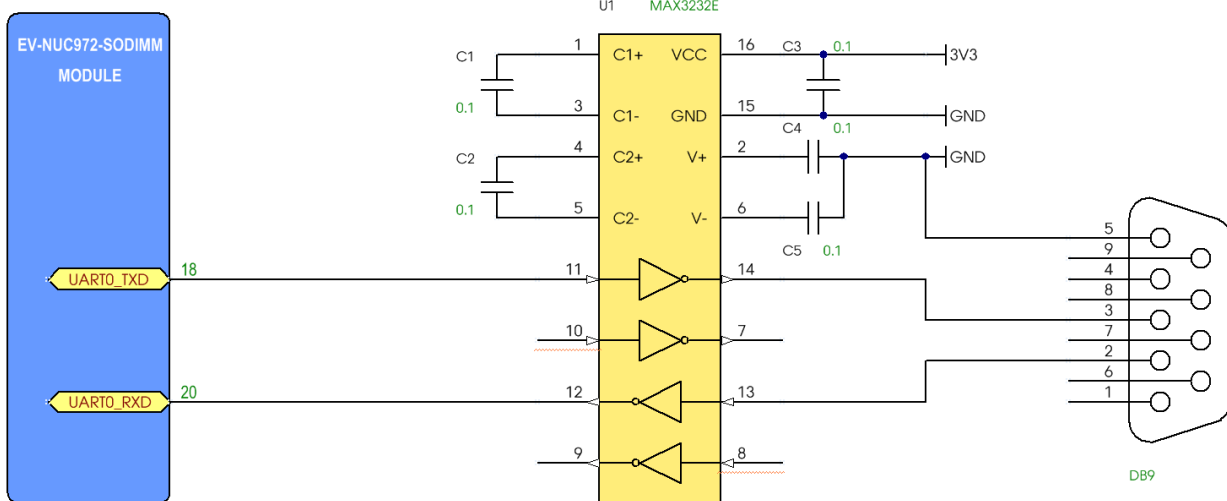 U1 MAX3232E
EV-NUC972-SODIMM
MODULE
C1
0.1
C2
0.1
1 C1+ VCC 16
3 C1- GND 15
4 C2+ V+ 2
5 C2- V- 6
C3 0.1
3V3
GND
C4 0.1
GND
C5 0.1
UART0_TXD 18
11 14
10 7
UART0_RXD 20
12 13
9 8
5
9
4
8
3
7
2
6
1
DB9